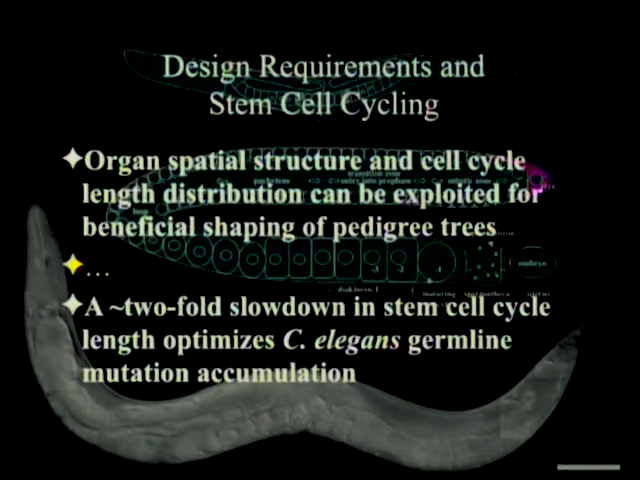 Design Requirements and
Stem Cell Cycling
✦Organ spatial structure and cell cycle
length distribution can be exploited for
beneficial shaping of pedigree trees
✦…
✦A ~two-fold slowdown in stem cell cycle
length optimizes C. elegans germline
mutation accumulation